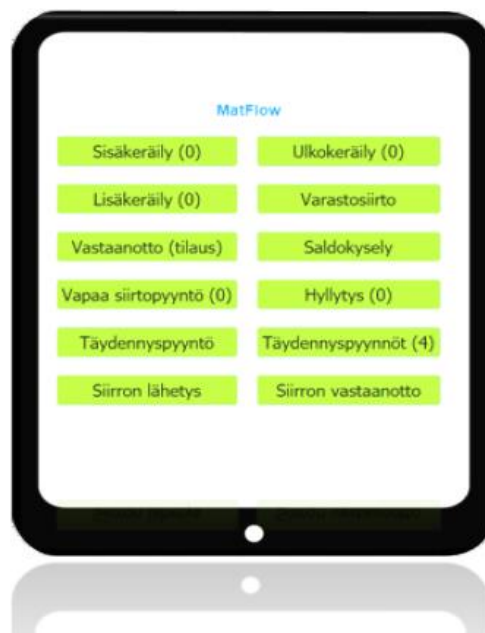 MatFlow
Sisäkeräily (0) Ulkokeräily (0)
Lisäkeräily (0) Varastosiirto
Vastaanotto (tilaus) Saldokysely
Vapaa siirtopyyntö (0) Hyllytys (0)
Täydennyspyyntö Täydennyspyynnöt (4)
Siirron lähetys Siirron vastaanotto